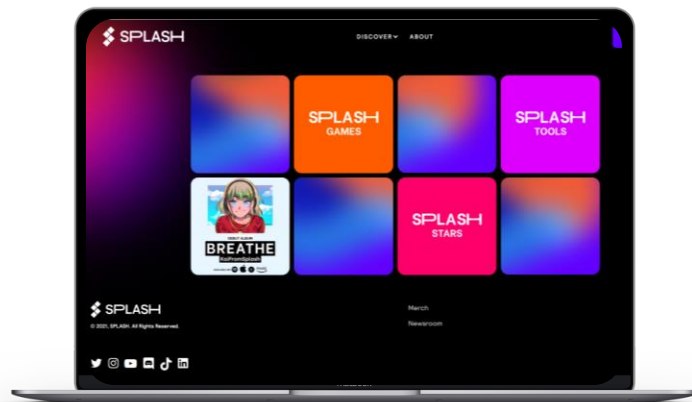 SPLASH
DISCOVER
ABOUT
SPLASH
GAMES
SPLASH
TOOLS
DEBUT ALBUM
BREATHE
KaiFromSplash
SPLASH
STARS
SPLASH
© 2021, SPLASH. All Rights Reserved.
Merch
Newsroom